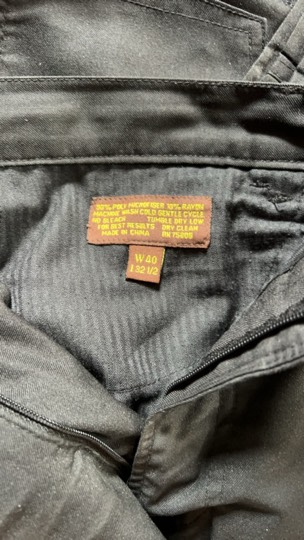 90% POLY MICROFIBER 10% RAYON
MACHINE WASH COLD GENTLE CYCLE
NO BLEACH TUMBLE DRY LOW
FOR BEST RESULTS DRY CLEAN
MADE IN CHINA
W 40
L 32 1/2